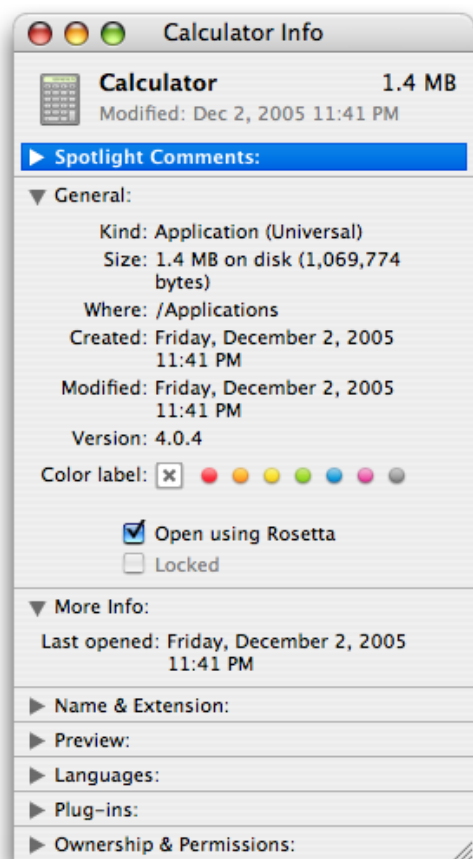 Calculator Info
Calculator 1.4 MB
Modified: Dec 2, 2005 11:41 PM
Spotlight Comments:
General:
Kind: Application (Universal)
Size: 1.4 MB on disk (1,069,774
bytes)
Where: /Applications
Created: Friday, December 2, 2005
11:41 PM
Modified: Friday, December 2, 2005
11:41 PM
Version: 4.0.4
Color label:
Open using Rosetta
Locked
More Info:
Last opened: Friday, December 2, 2005
11:41 PM
Name & Extension:
Preview:
Languages:
Plug-ins:
Ownership & Permissions: